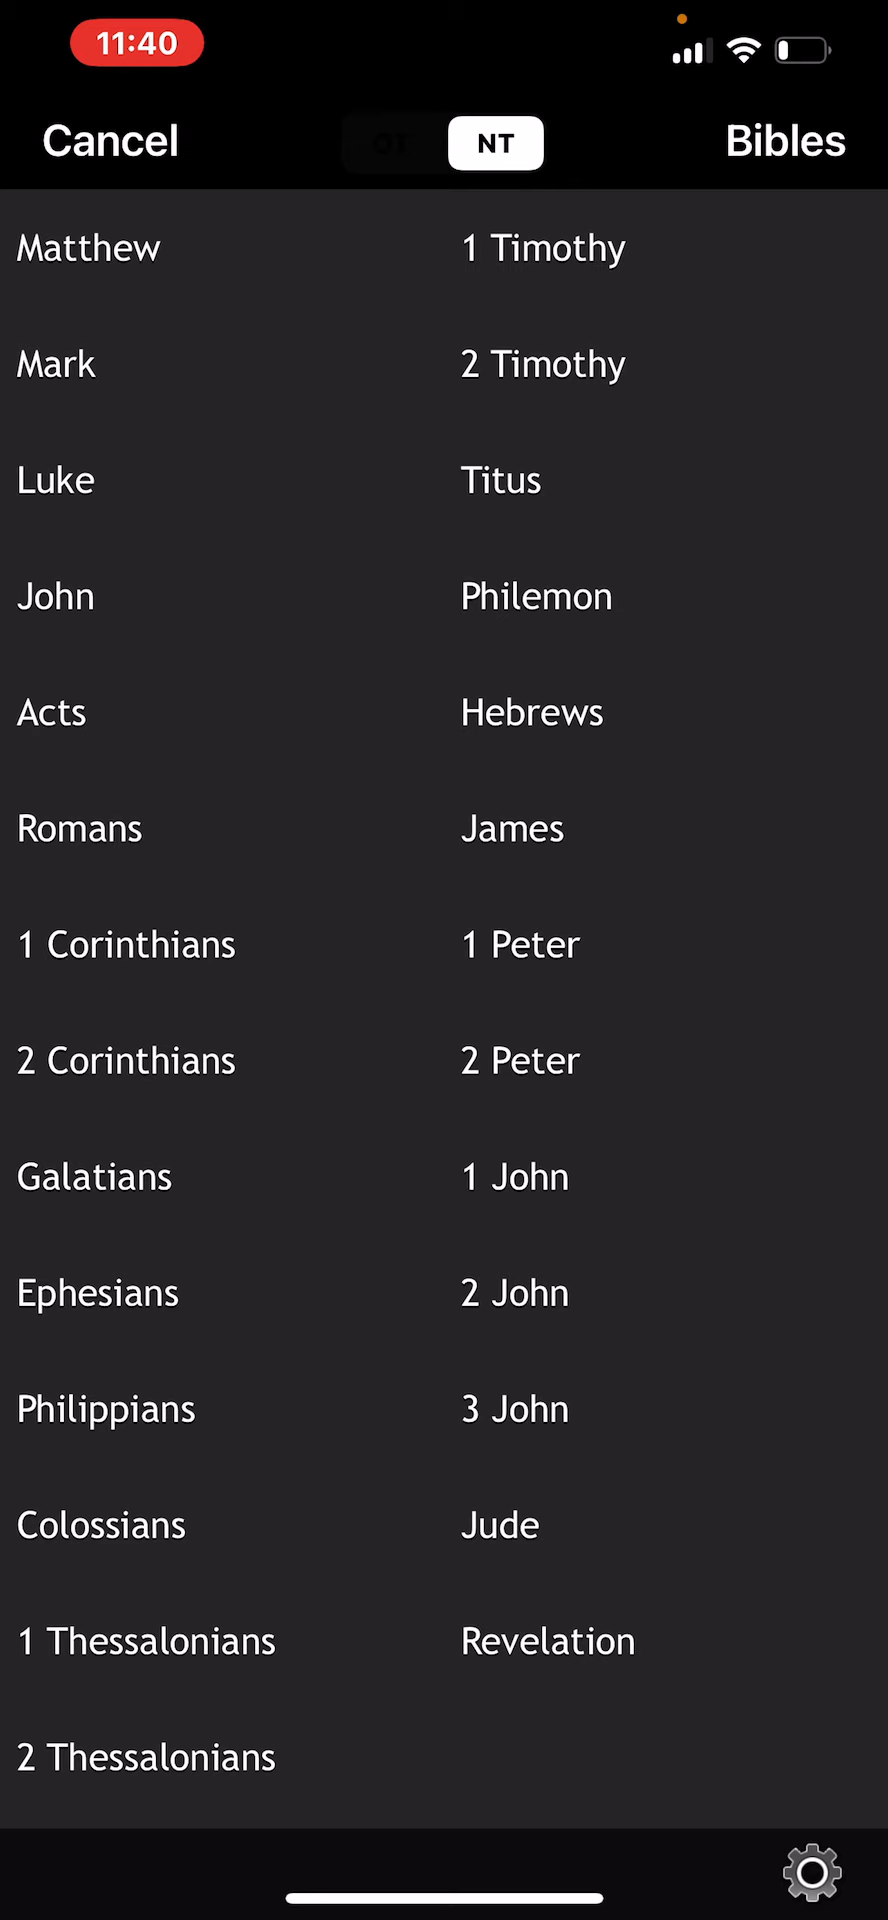 11:40
Cancel
OT
NT
Bibles
Matthew
Mark
Luke
John
Acts
Romans
1 Corinthians
2 Corinthians
Galatians
Ephesians
Philippians
Colossians
1 Thessalonians
2 Thessalonians
1 Timothy
2 Timothy
Titus
Philemon
Hebrews
James
1 Peter
2 Peter
1 John
2 John
3 John
Jude
Revelation